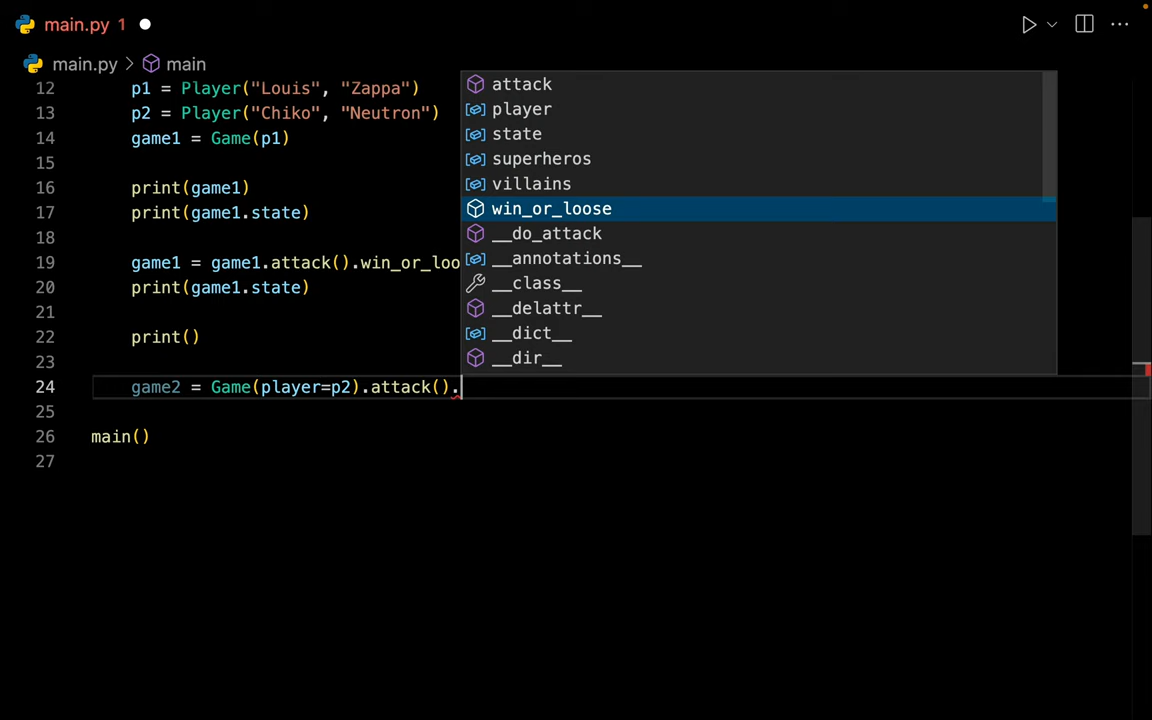 main.py 1
main.py > main
12 p1 = Player("Louis", "Zappa")
13 p2 = Player("Chiko", "Neutron")
14 game1 = Game(p1)
15
16 print(game1)
17 print(game1.state)
18
19 game1 = game1.attack().win_or_loo
20 print(game1.state)
21
22 print()
23
24 game2 = Game(player=p2).attack().
25
26 main()
27
attack
player
state
superheros
villains
win_or_loose
__do_attack
__annotations__
__class__
__delattr__
__dict__
__dir__